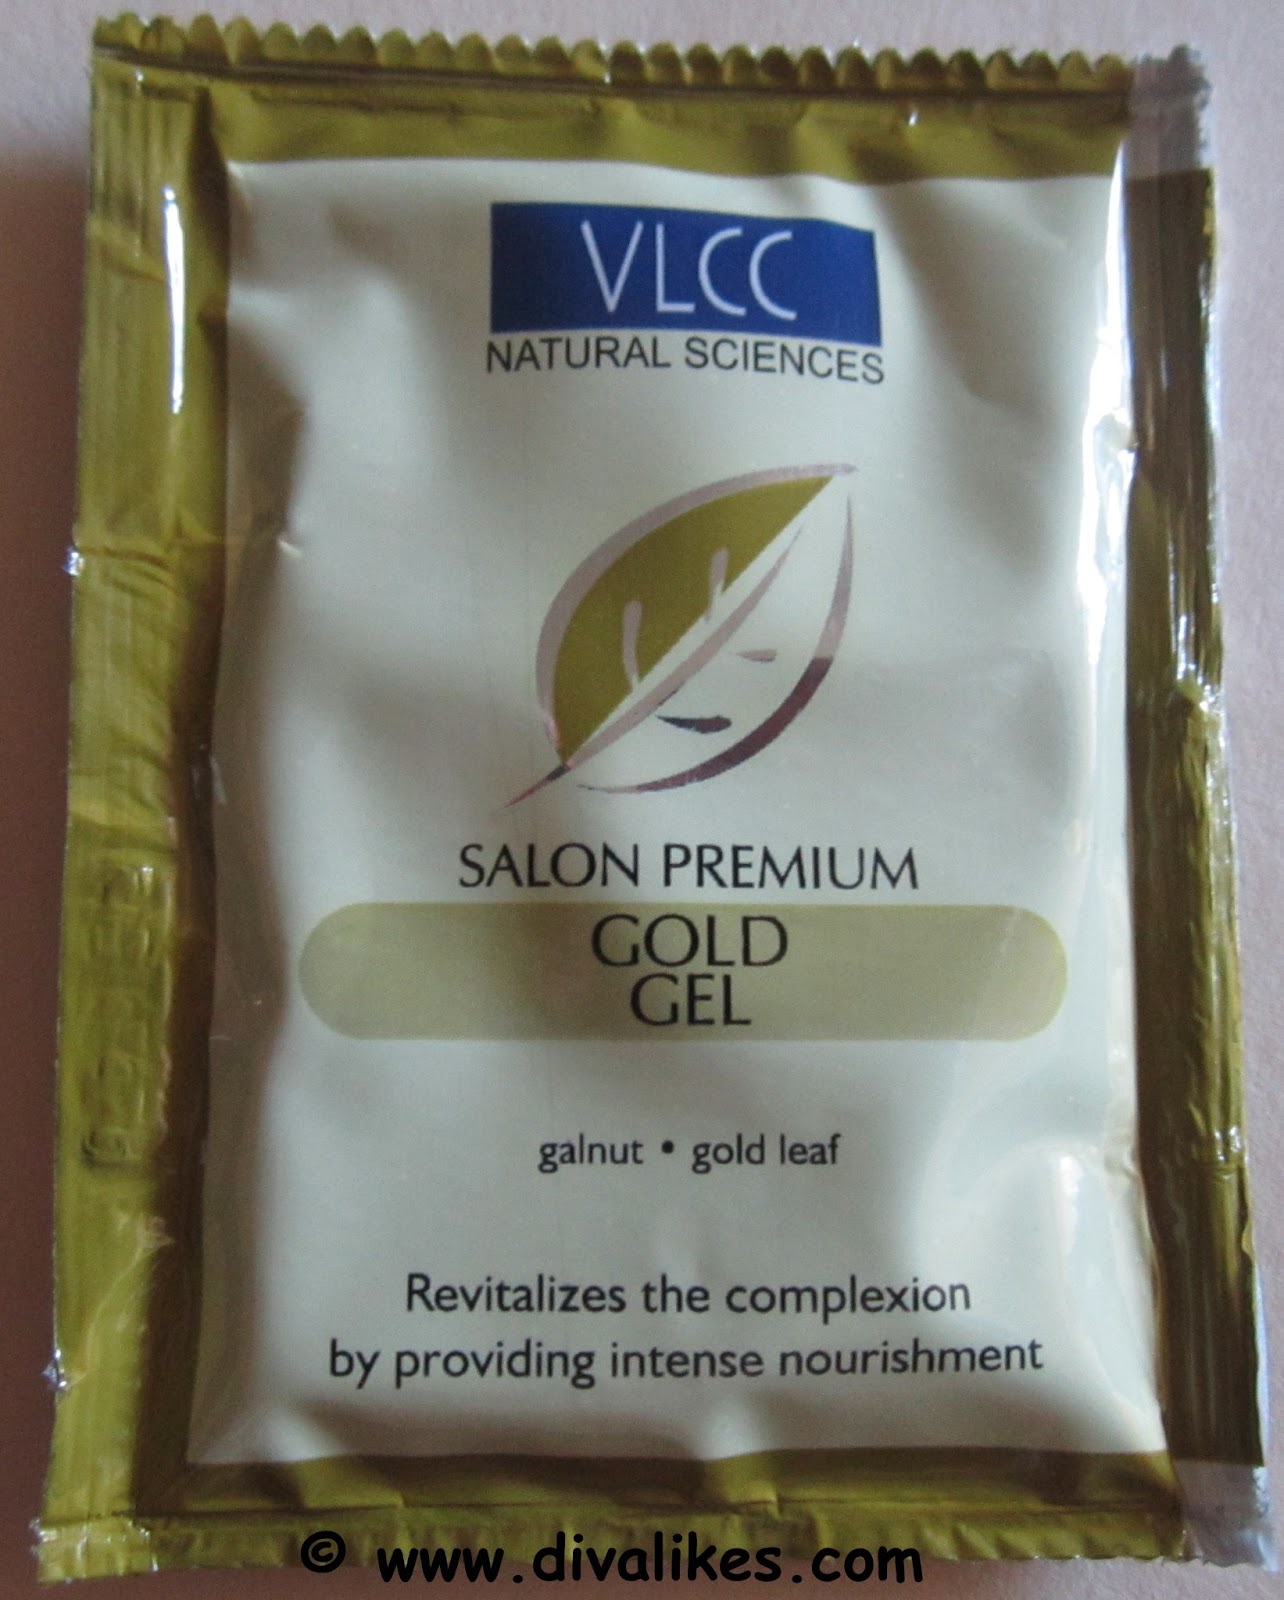 VLCC
NATURAL SCIENCES
SALON PREMIUM
GOLD
GEL
galnut • gold leaf
Revitalizes the complexion
by providing intense nourishment
© www.divalikes.com